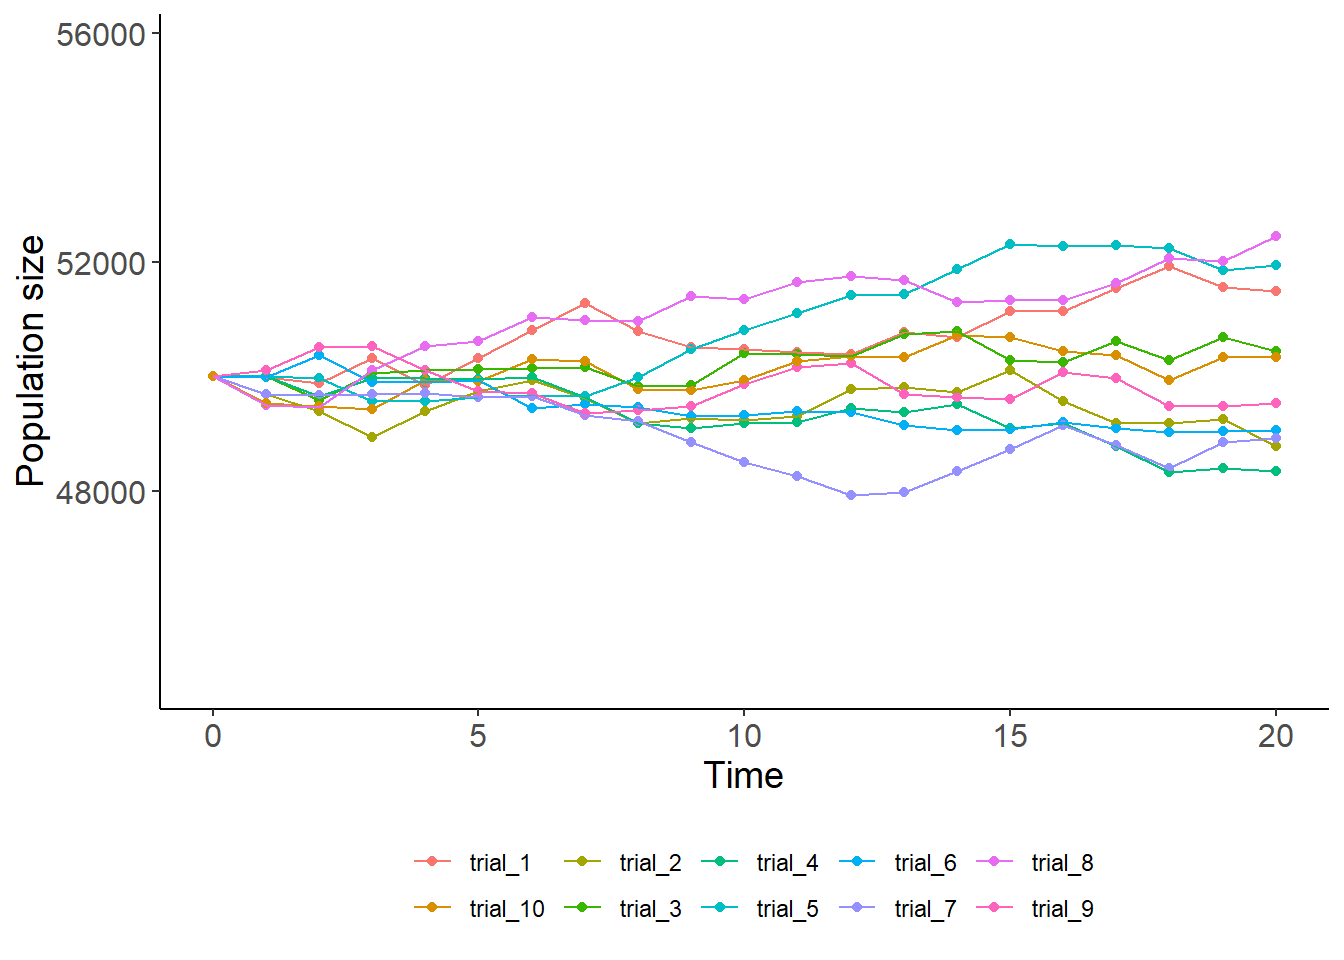 56000
52000
48000
Population size
0 5 10 15 20
Time
trial_1 trial_2 trial_4 trial_6 trial_8
trial_10 trial_3 trial_5 trial_7 trial_9